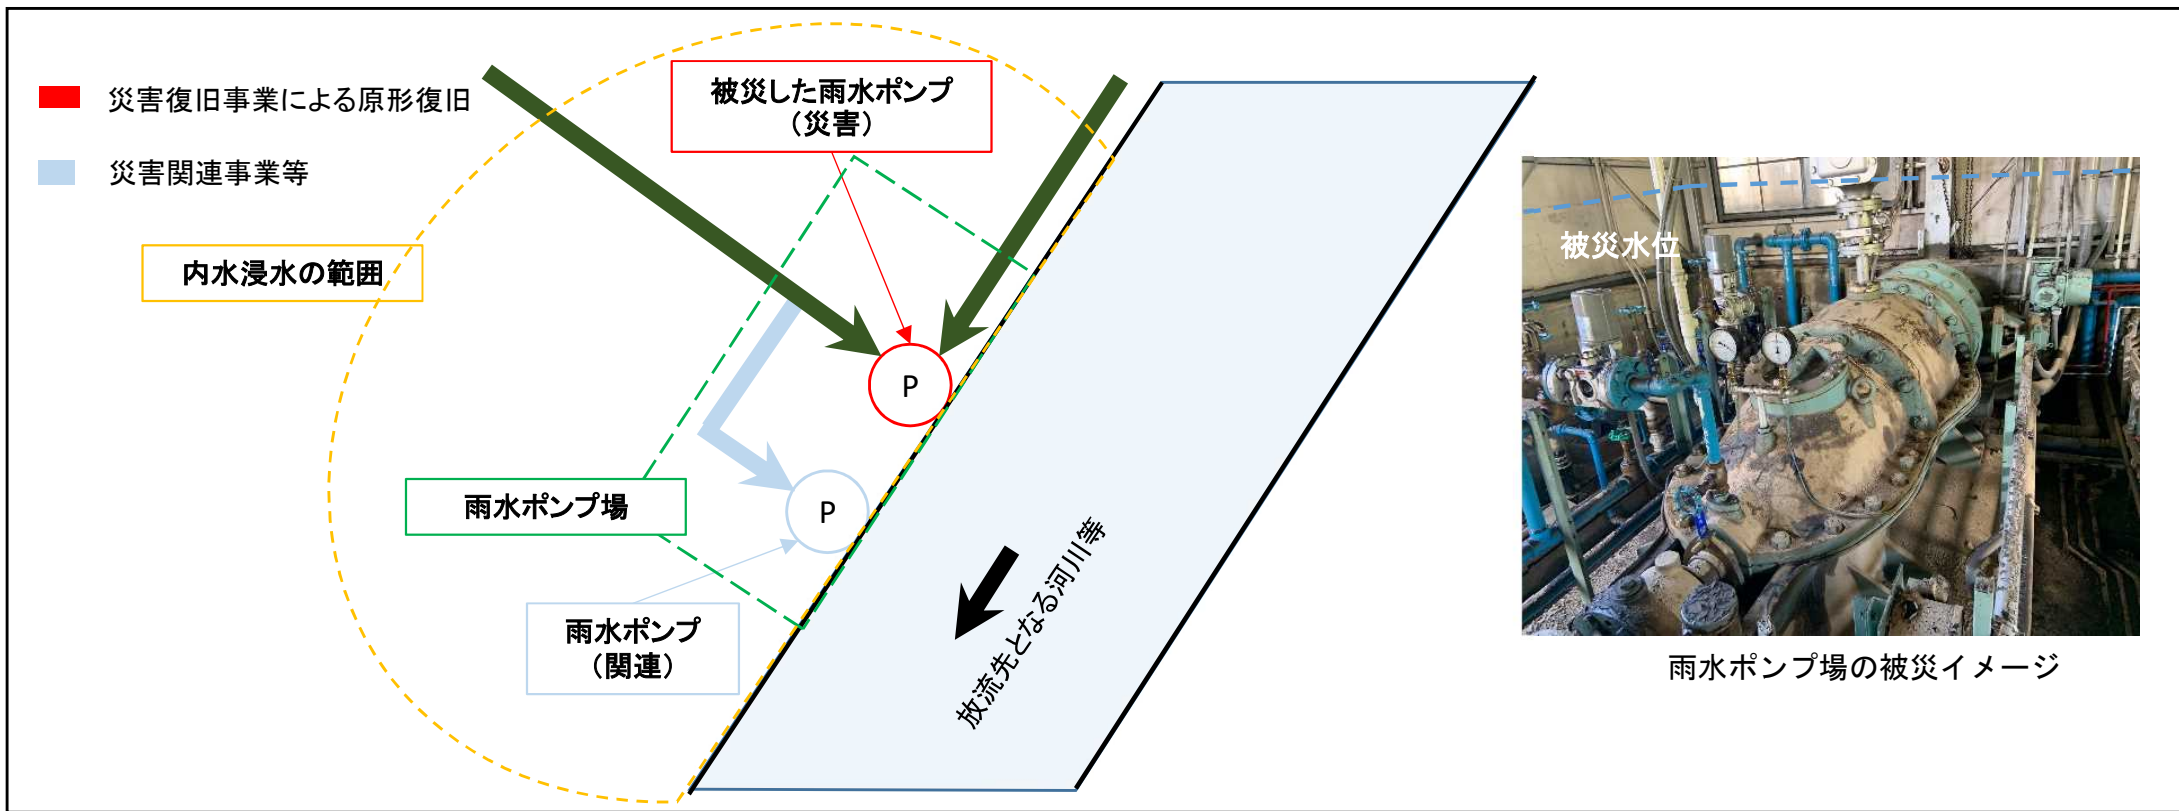 災害復旧事業による原形復旧
災害関連事業等
内水浸水の範囲
被災した雨水ポンプ
（災害）
P
雨水ポンプ場
P
雨水ポンプ
（関連）
放流先となる河川等
被災水位
雨水ポンプ場の被災イメージ